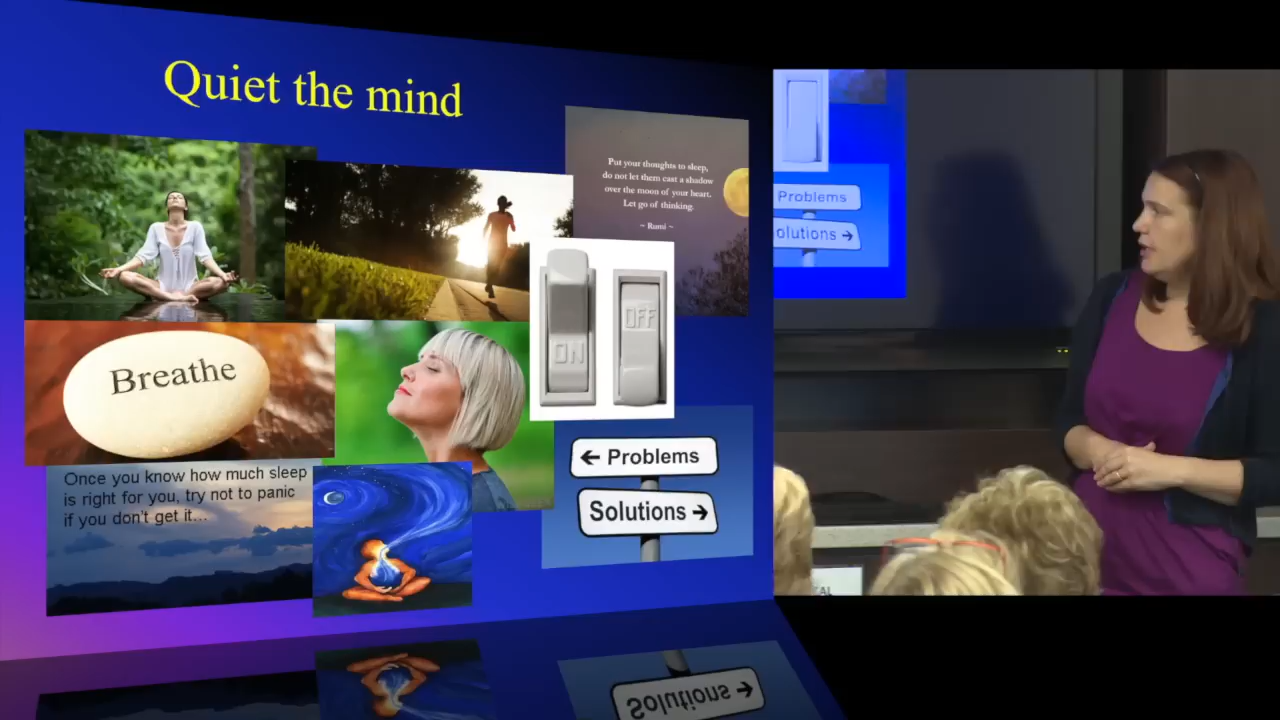 Quiet the mind
Put your thoughts to sleep,
do not let them cast a shadow
over the moon of your heart.
Let go of thinking.
~ Rumi ~
ON
OFF
Breathe
Once you know how much sleep
is right for you, try not to panic
if you don't get it...
← Problems
Solutions →
Problems
olutions →
Solutions →